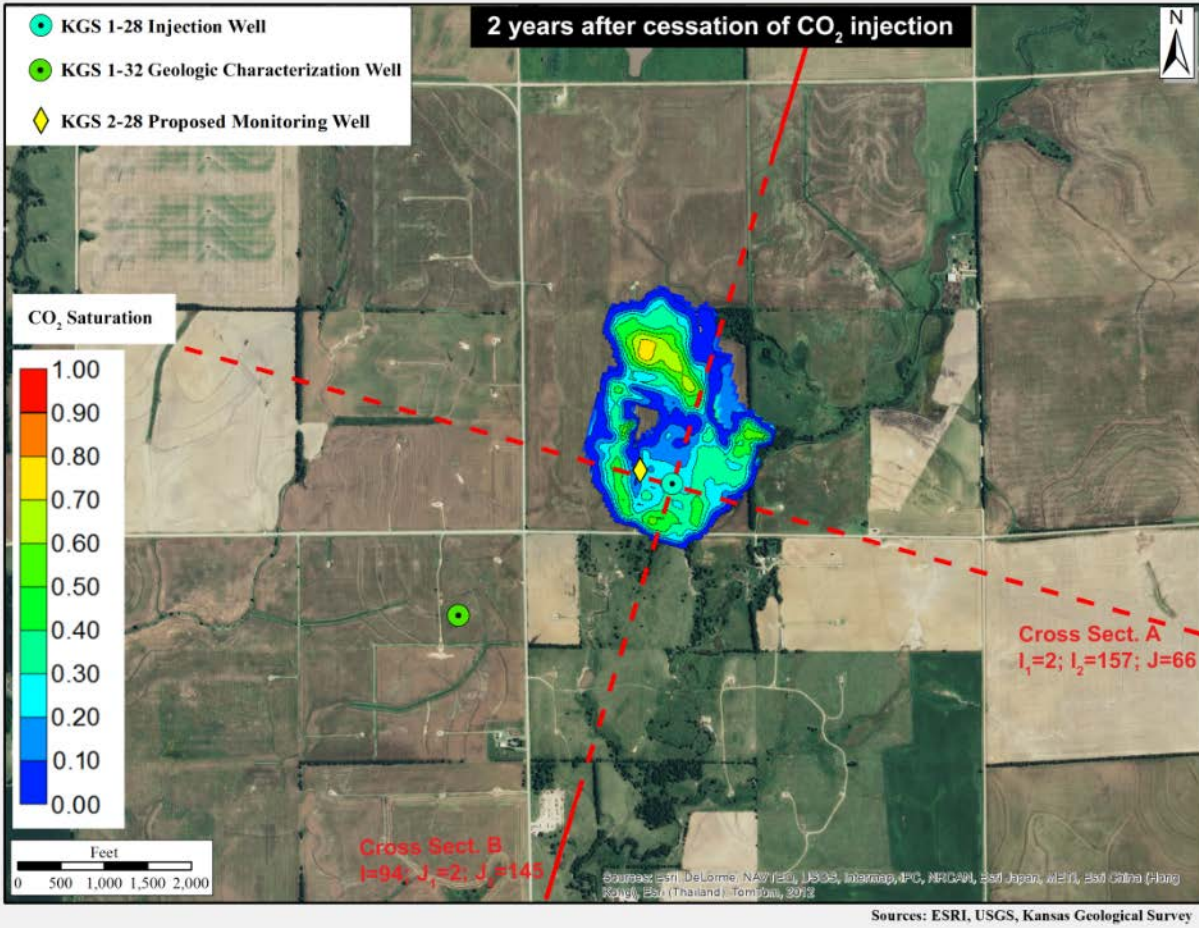 2 years after cessation of CO₂ injection
N
KGS 1-28 Injection Well
KGS 1-32 Geologic Characterization Well
KGS 2-28 Proposed Monitoring Well
CO₂ Saturation
1.00
0.90
0.80
0.70
0.60
0.50
0.40
0.30
0.20
0.10
0.00
Cross Sect. A
I₁=2; I₂=157; J=66
Feet
0 500 1,000 1,500 2,000
Cross Sect. B
I=94; J₁=2; J₂=145
Sources: Esri, DeLorme, NAVTEQ, USGS, Intermap, iPC, NRCAN, Esri Japan, METI, Esri China (Hong
Kong), Esri (Thailand), TomTom, 2012
Sources: ESRI, USGS, Kansas Geological Survey